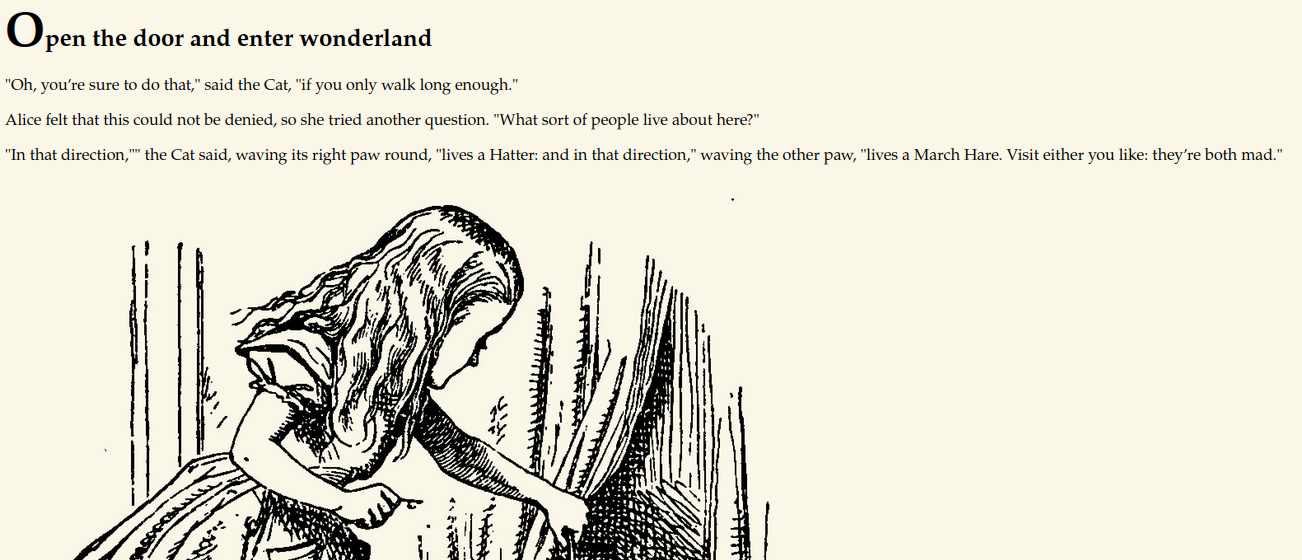 Open the door and enter wonderland
"Oh, you’re sure to do that," said the Cat, "if you only walk long enough."
Alice felt that this could not be denied, so she tried another question. "What sort of people live about here?"
"In that direction,"" the Cat said, waving its right paw round, "lives a Hatter: and in that direction," waving the other paw, "lives a March Hare. Visit either you like: they’re both mad."